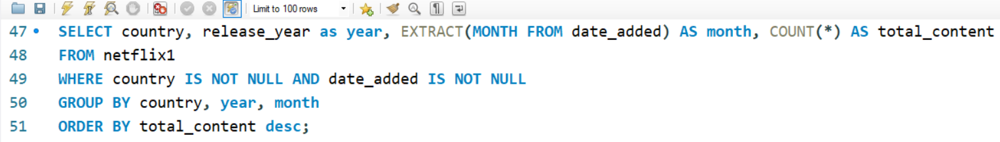 Limit to 100 rows
47 SELECT country, release_year as year, EXTRACT(MONTH FROM date_added) AS month, COUNT(*) AS total_content
48 FROM netflix1
49 WHERE country IS NOT NULL AND date_added IS NOT NULL
50 GROUP BY country, year, month
51 ORDER BY total_content desc;